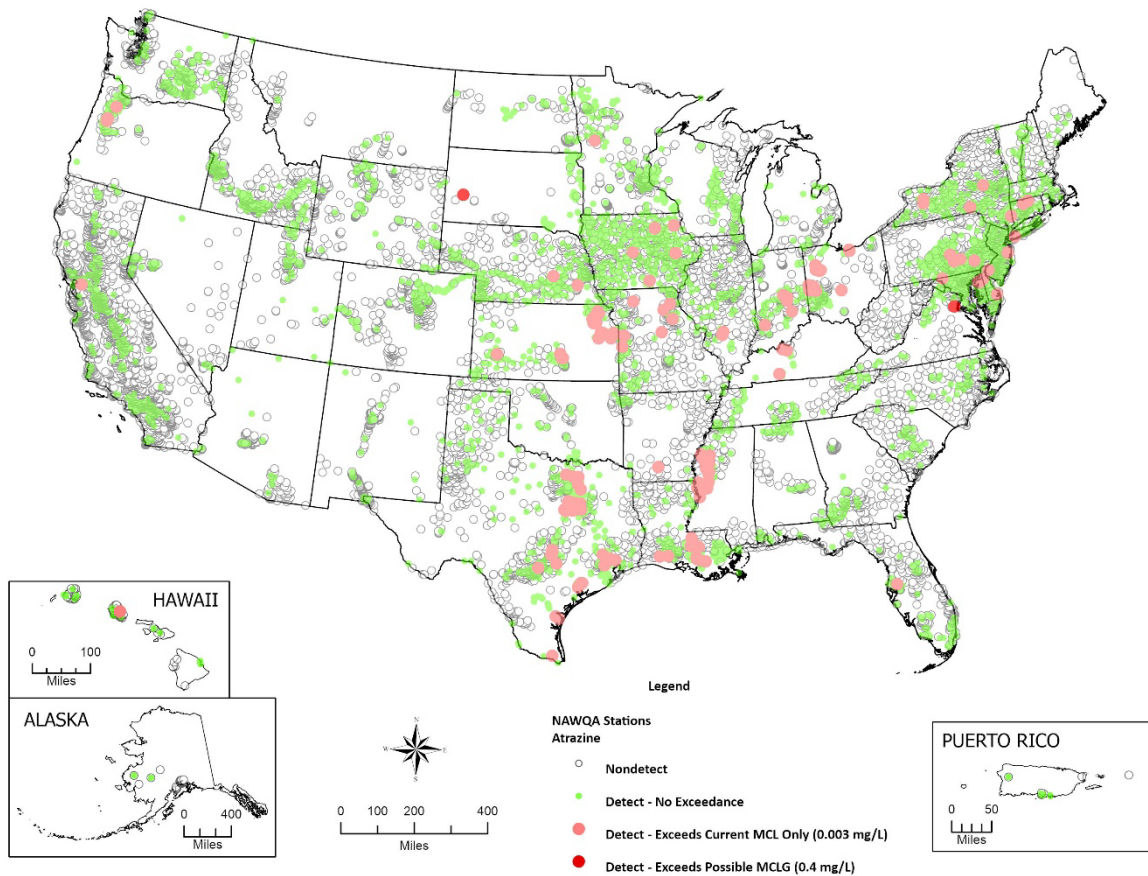 HAWAII
0 100
Miles
ALASKA
0 400
Miles
N
W E
S
0 200 400
Miles
Legend
NAWQA Stations
Atrazine
Nondetect
Detect - No Exceedance
Detect - Exceeds Current MCL Only (0.003 mg/L)
Detect - Exceeds Possible MCLG (0.4 mg/L)
PUERTO RICO
0 50
Miles